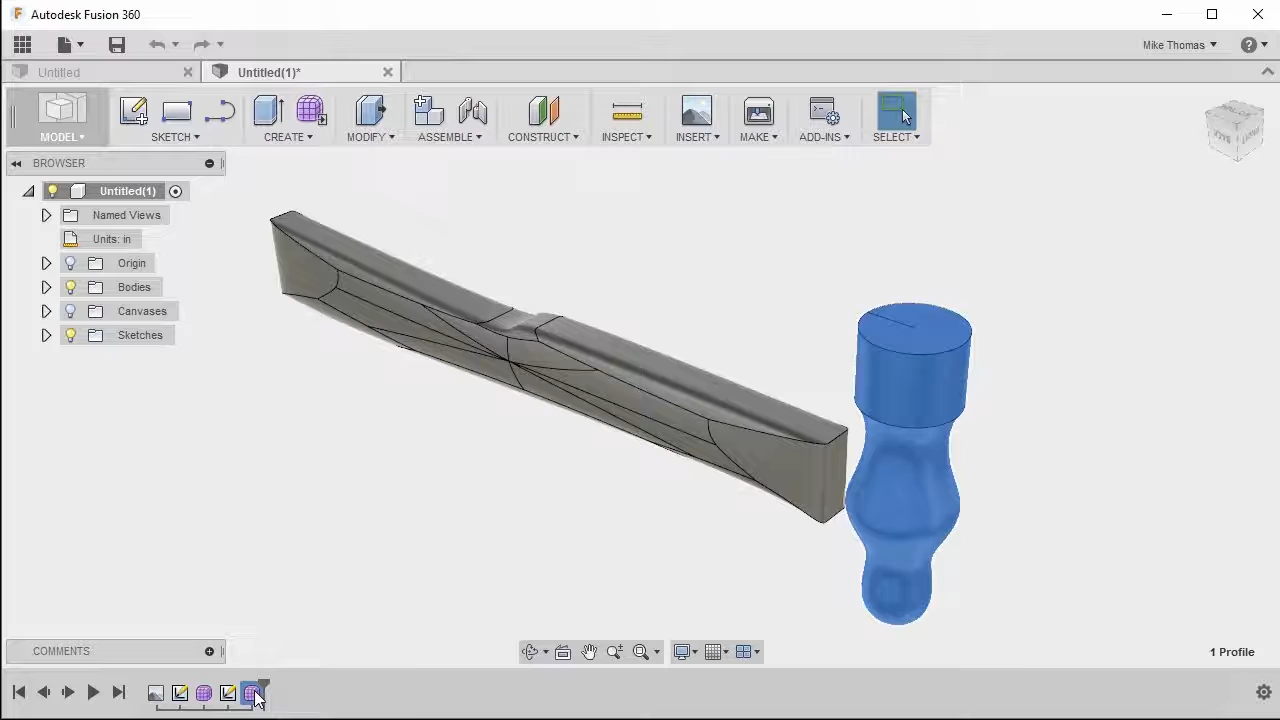 Autodesk Fusion 360
Mike Thomas
Untitled
Untitled(1)*
MODEL SKETCH CREATE MODIFY ASSEMBLE CONSTRUCT INSPECT INSERT MAKE ADD-INS SELECT
BROWSER
Untitled(1)
Named Views
Units: in
Origin
Bodies
Canvases
Sketches
COMMENTS
1 Profile